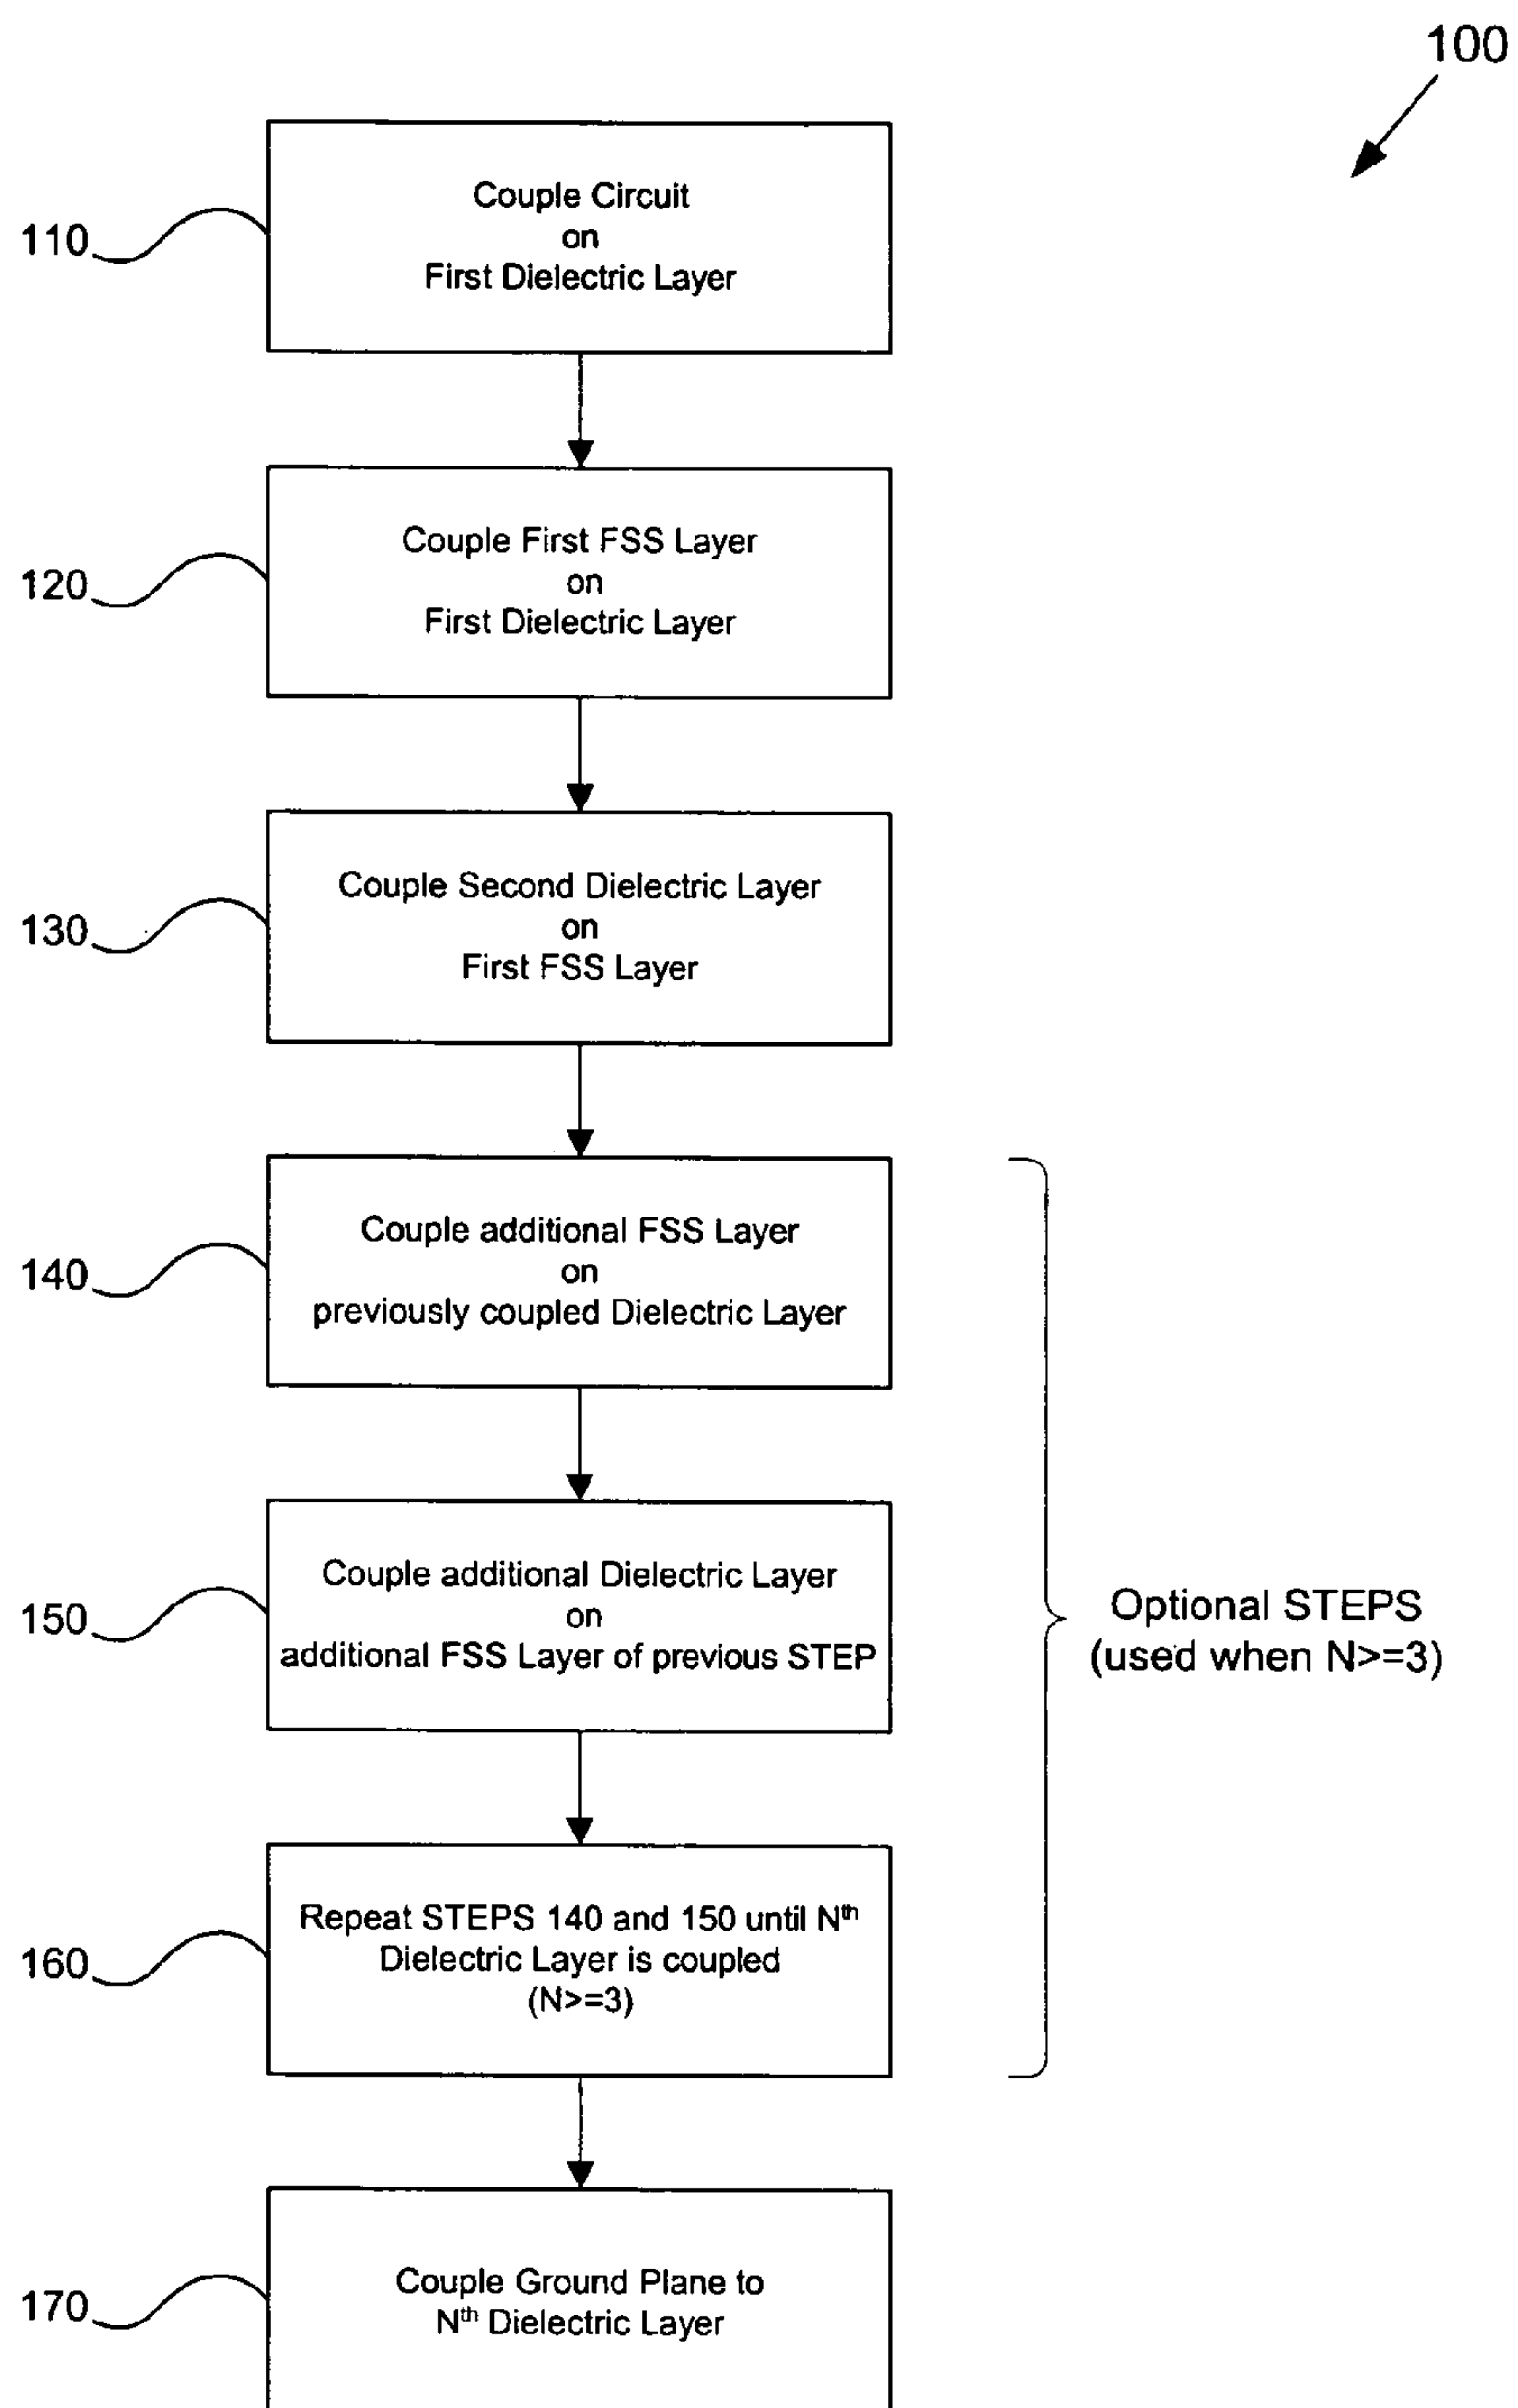 100
110
Couple Circuit
on
First Dielectric Layer
120
Couple First FSS Layer
on
First Dielectric Layer
130
Couple Second Dielectric Layer
on
First FSS Layer
140
Couple additional FSS Layer
on
previously coupled Dielectric Layer
150
Couple additional Dielectric Layer
on
additional FSS Layer of previous STEP
Optional STEPS
(used when N>=3)
160
Repeat STEPS 140 and 150 until Nth
Dielectric Layer is coupled
(N>=3)
170
Couple Ground Plane to
Nth Dielectric Layer